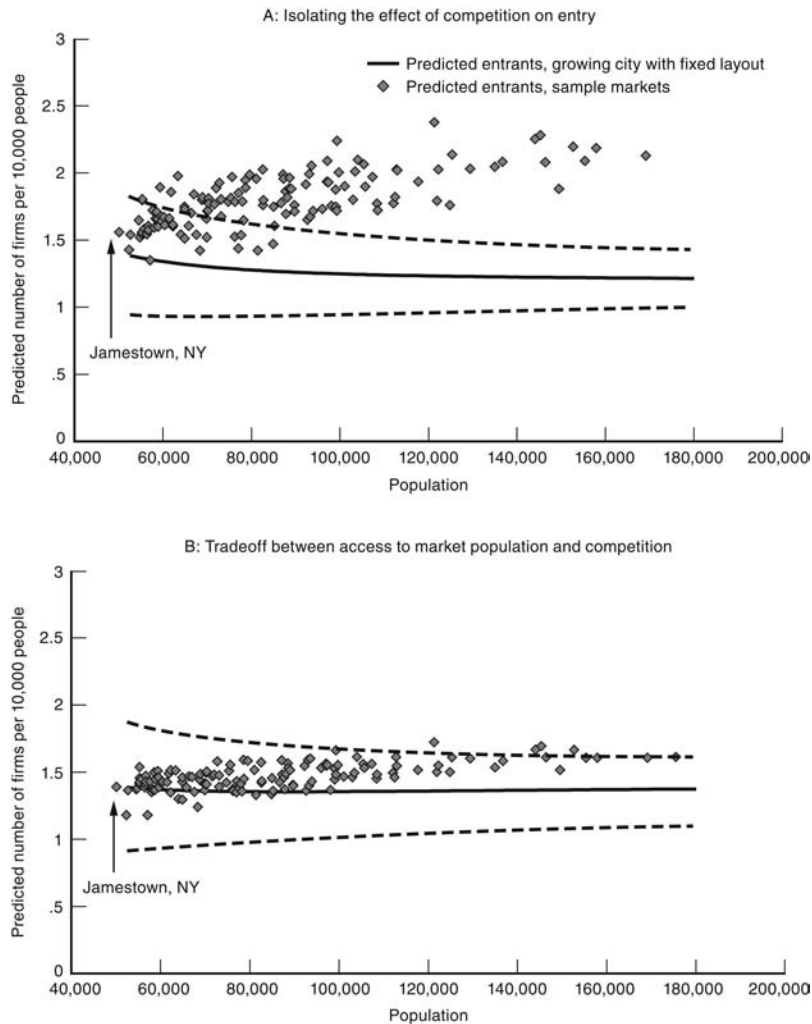 A: Isolating the effect of competition on entry
3
2.5
2
1.5
1
.5
0
Predicted number of firms per 10,000 people
Predicted entrants, growing city with fixed layout
Predicted entrants, sample markets
Jamestown, NY
40,000 60,000 80,000 100,000 120,000 140,000 160,000 180,000 200,000
Population
B: Tradeoff between access to market population and competition
3
2.5
2
1.5
1
.5
0
Predicted number of firms per 10,000 people
Jamestown, NY
40,000 60,000 80,000 100,000 120,000 140,000 160,000 180,000 200,000
Population